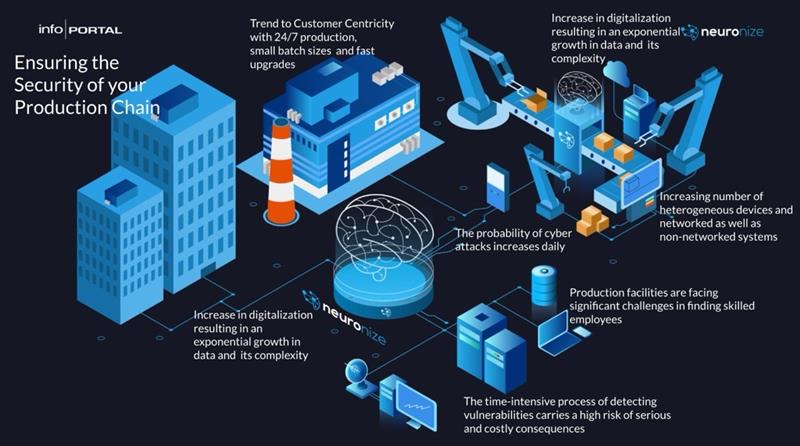 info|PORTAL
Ensuring the
Security of your
Production Chain
Trend to Customer Centricity
with 24/7 production,
small batch sizes and fast
upgrades
Increase in digitalization
resulting in an exponential
growth in data and its
complexity
neuronize
Increasing number of
heterogeneous devices and
networked as well as
non-networked systems
The probability of cyber
attacks increases daily
Production facilities are facing
significant challenges in finding skilled
employees
neuronize
Increase in digitalization
resulting in an
exponential growth in
data and its complexity
The time-intensive process of detecting
vulnerabilities carries a high risk of serious
and costly consequences